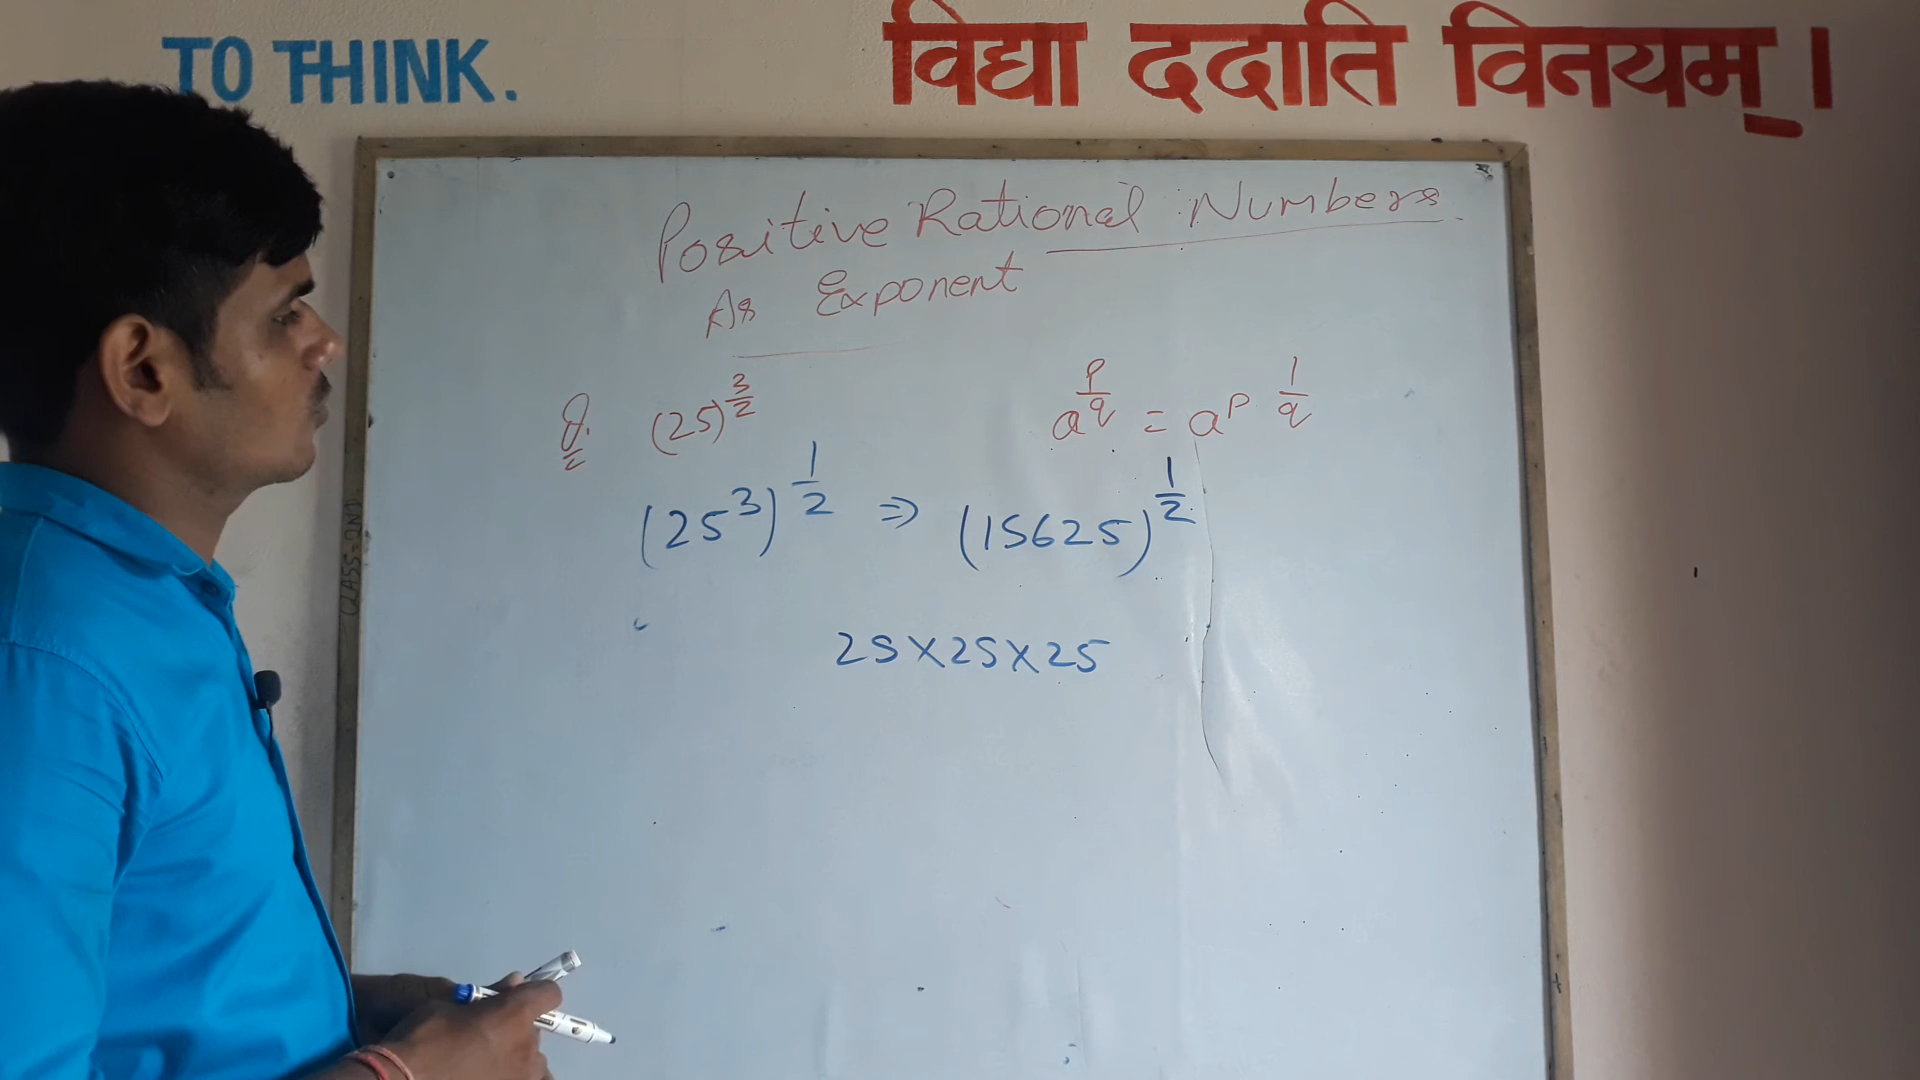 TO THINK.
विद्या ददाति विनयम् ।
Positive Rational Numbers
As Exponent
Q. (25)^{3/2}
a^{p/q} = a^{p · 1/q}
(25^3)^{1/2} ⇒ (15625)^{1/2}
25×25×25